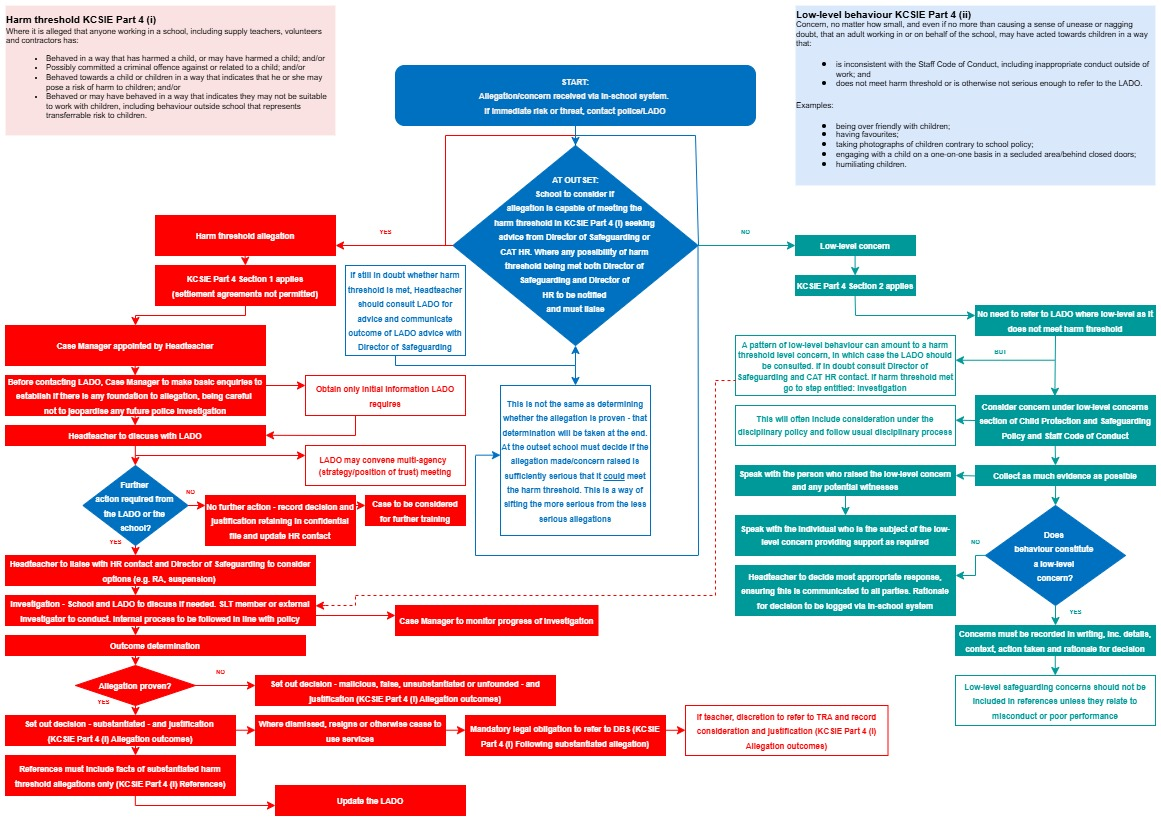 Harm threshold KCSIE Part 4 (i)
Where it is alleged that anyone working in a school, including supply teachers, volunteers
and contractors has:
Behaved in a way that has harmed a child, or may have harmed a child; and/or
Possibly committed a criminal offence against or related to a child; and/or
Behaved towards a child or children in a way that indicates that he or she may
pose a risk of harm to children; and/or
Behaved or may have behaved in a way that indicates they may not be suitable
to work with children, including behaviour outside school that represents
transferrable risk to children.
Low-level behaviour KCSIE Part 4 (ii)
Concern, no matter how small, and even if no more than causing a sense of unease or nagging
doubt, that an adult working in or on behalf of the school, may have acted towards children in a way
that:
is inconsistent with the Staff Code of Conduct, including inappropriate conduct outside of
work; and
does not meet harm threshold or is otherwise not serious enough to refer to the LADO.
Examples:
being over friendly with children;
having favourites;
taking photographs of children contrary to school policy;
engaging with a child on a one-on-one basis in a secluded area/behind closed doors;
humiliating children.
START:
Allegation/concern received via in-school system.
If immediate risk or threat, contact police/LADO
AT OUTSET:
School to consider if
allegation is capable of meeting the
harm threshold in KCSIE Part 4 (i) seeking
advice from Director of Safeguarding or
CAT HR. Where any possibility of harm
threshold being met both Director of
Safeguarding and Director of
HR to be notified
and must liaise
YES
NO
Harm threshold allegation
KCSIE Part 4 Section 1 applies
(settlement agreements not permitted)
If still in doubt whether harm
threshold is met, Headteacher
should consult LADO for
advice and communicate
outcome of LADO advice with
Director of Safeguarding
Case Manager appointed by Headteacher
Before contacting LADO, Case Manager to make basic enquiries to
establish if there is any foundation to allegation, being careful
not to jeopardise any future police investigation
Obtain only initial information LADO
requires
Headteacher to discuss with LADO
LADO may convene multi-agency
(strategy/position of trust) meeting
This is not the same as determining
whether the allegation is proven - that
determination will be taken at the end.
At the outset school must decide if the
allegation made/concern raised is
sufficiently serious that it could meet
the harm threshold. This is a way of
sifting the more serious from the less
serious allegations
Further
action required from
the LADO or the
school?
NO
YES
No further action - record decision and
justification retaining in confidential
file and update HR contact
Case to be considered
for further training
Headteacher to liaise with HR contact and Director of Safeguarding to consider
options (e.g. RA, suspension)
Investigation - School and LADO to discuss if needed. SLT member or external
investigator to conduct. Internal process to be followed in line with policy
Case Manager to monitor progress of investigation
Outcome determination
Allegation proven?
NO
YES
Set out decision - malicious, false, unsubstantiated or unfounded - and
justification (KCSIE Part 4 (i) Allegation outcomes)
Set out decision - substantiated - and justification
(KCSIE Part 4 (i) Allegation outcomes)
Where dismissed, resigns or otherwise cease to
use services
Mandatory legal obligation to refer to DBS (KCSIE
Part 4 (i) Following substantiated allegation)
If teacher, discretion to refer to TRA and record
consideration and justification (KCSIE Part 4 (i)
Allegation outcomes)
References must include facts of substantiated harm
threshold allegations only (KCSIE Part 4 (i) References)
Update the LADO
Low-level concern
KCSIE Part 4 Section 2 applies
No need to refer to LADO where low-level as it
does not meet harm threshold
BUT
A pattern of low-level behaviour can amount to a harm
threshold level concern, in which case the LADO should
be consulted. If in doubt consult Director of
Safeguarding and CAT HR contact. If harm threshold met
go to step entitled: Investigation
Consider concern under low-level concerns
section of Child Protection and Safeguarding
Policy and Staff Code of Conduct
This will often include consideration under the
disciplinary policy and follow usual disciplinary process
Collect as much evidence as possible
Speak with the person who raised the low-level concern
and any potential witnesses
Speak with the individual who is the subject of the low-
level concern providing support as required
Does
behaviour constitute
a low-level
concern?
NO
YES
Headteacher to decide most appropriate response,
ensuring this is communicated to all parties. Rationale
for decision to be logged via in-school system
Concerns must be recorded in writing, inc. details,
context, action taken and rationale for decision
Low-level safeguarding concerns should not be
included in references unless they relate to
misconduct or poor performance